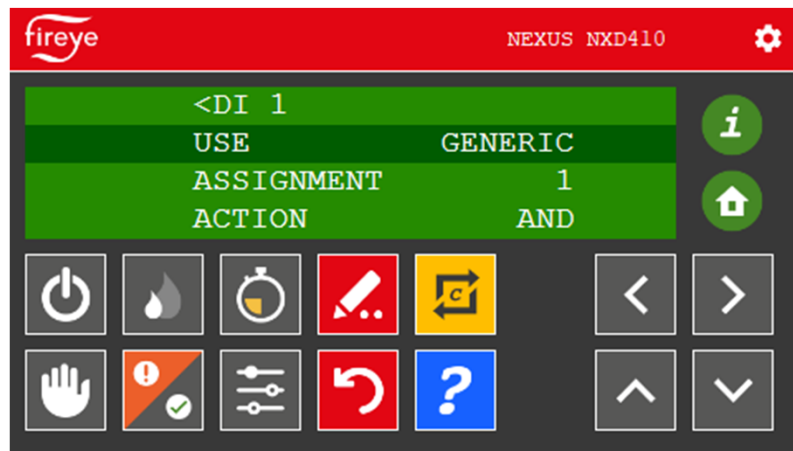 fireye
NEXUS NXD410
<DI 1
USE GENERIC
ASSIGNMENT 1
ACTION AND
i
C
?